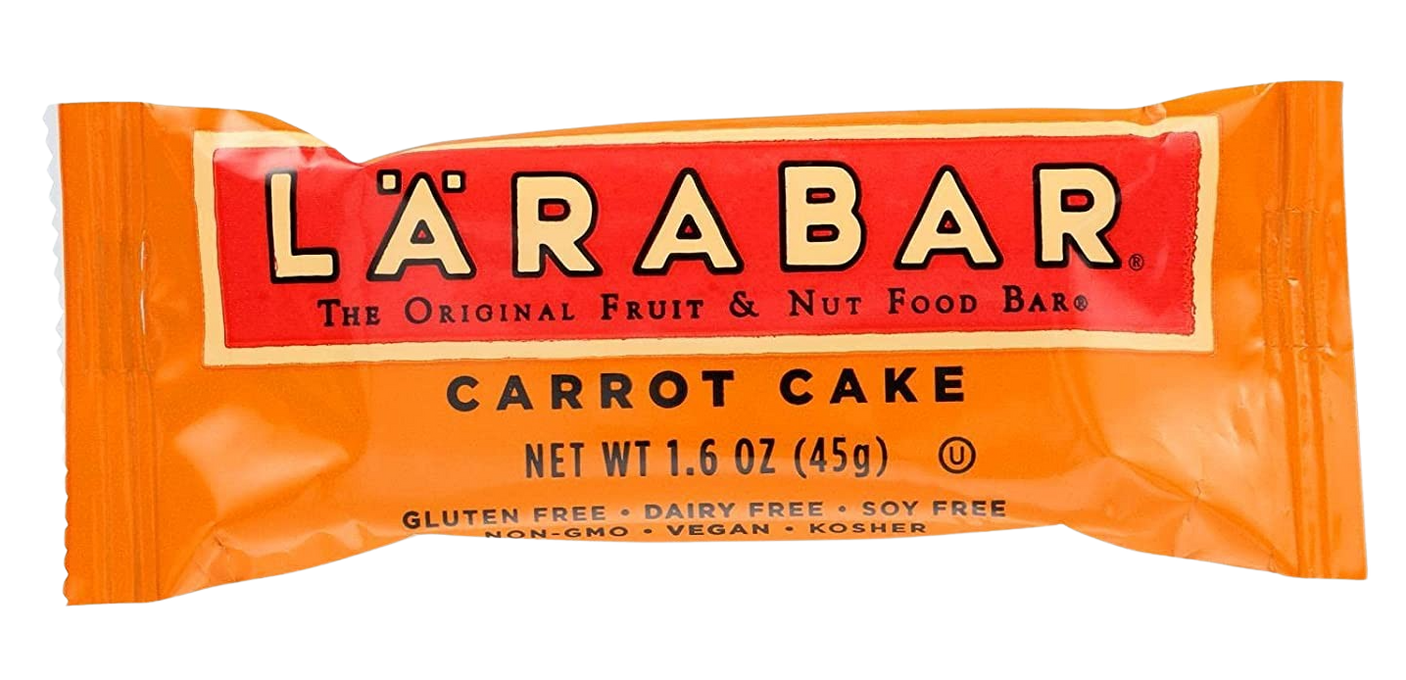 LÄRABAR®
The Original Fruit & Nut Food Bar®
CARROT CAKE
NET WT 1.6 OZ (45g) U
GLUTEN FREE • DAIRY FREE • SOY FREE
NON-GMO • VEGAN • KOSHER